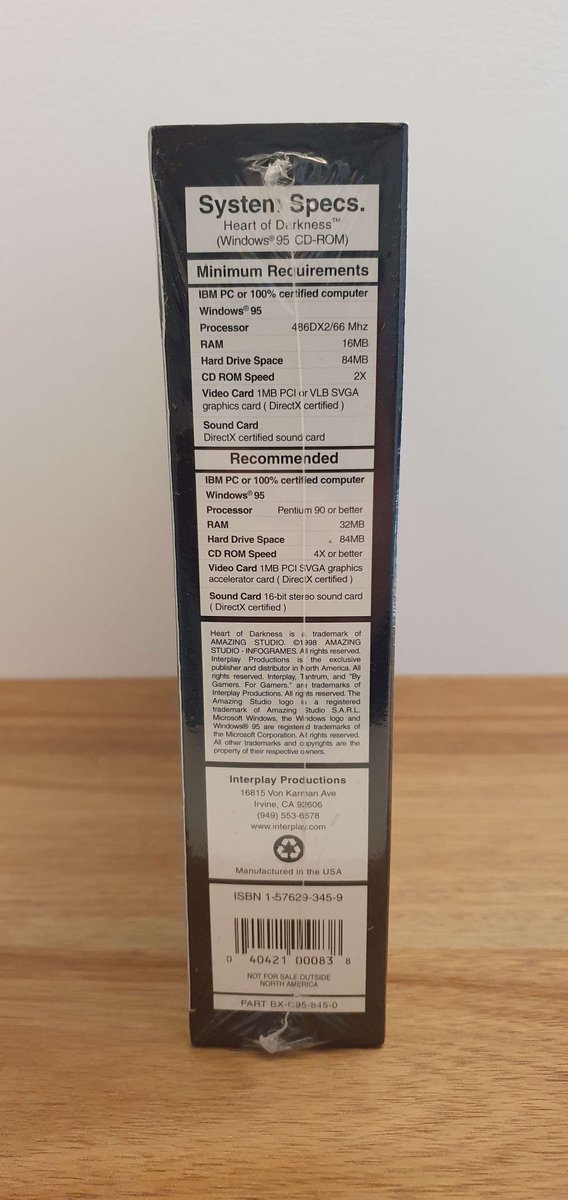 System Specs.
Heart of Darkness™
(Windows® 95 CD-ROM)
Minimum Requirements
IBM PC or 100% certified computer
Windows® 95
Processor 486DX2/66 Mhz
RAM 16MB
Hard Drive Space 84MB
CD ROM Speed 2X
Video Card 1MB PCI or VLB SVGA
graphics card ( DirectX certified )
Sound Card
DirectX certified sound card
Recommended
IBM PC or 100% certified computer
Windows® 95
Processor Pentium 90 or better
RAM 32MB
Hard Drive Space 84MB
CD ROM Speed 4X or better
Video Card 1MB PCI SVGA graphics
accelerator card ( DirectX certified )
Sound Card 16-bit stereo sound card
( DirectX certified )
Heart of Darkness is a trademark of
AMAZING STUDIO. ©1998 AMAZING
STUDIO - INFOGRAMES. All rights reserved.
Interplay Productions is the exclusive
publisher and distributor in North America. All
rights reserved. Interplay, Tantrum, and "By
Gamers. For Gamers." are trademarks of
Interplay Productions. All rights reserved. The
Amazing Studio logo is a registered
trademark of Amazing Studio S.A.R.L.
Microsoft Windows, the Windows logo and
Windows® 95 are registered trademarks of
the Microsoft Corporation. All rights reserved.
All other trademarks and copyrights are the
property of their respective owners.
Interplay Productions
16815 Von Karman Ave
Irvine, CA 92606
(949) 553-6678
www.interplay.com
Manufactured in the USA
ISBN 1-57629-345-9
0 40421 00083 8
NOT FOR SALE OUTSIDE
NORTH AMERICA
PART BX-C95-845-0